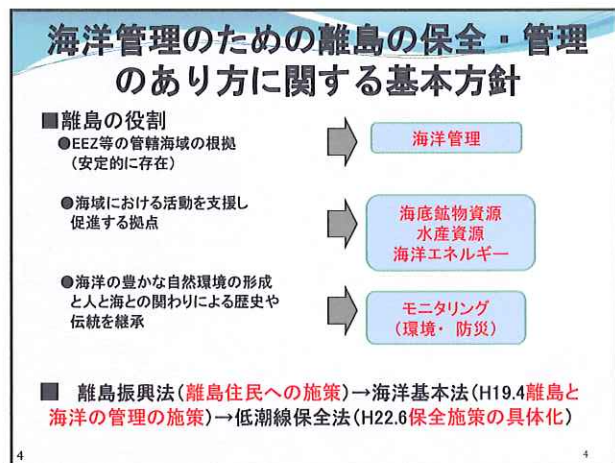 海洋管理のための離島の保全・管理
のあり方に関する基本方針
■離島の役割
●EEZ等の管轄海域の根拠
(安定的に存在)
海洋管理
●海域における活動を支援し
促進する拠点
海底鉱物資源
水産資源
海洋エネルギー
●海洋の豊かな自然環境の形成
と人と海との関わりによる歴史や
伝統を継承
モニタリング
(環境・ 防災)
■ 離島振興法(離島住民への施策)→海洋基本法(H19.4離島と
海洋の管理の施策)→低潮線保全法(H22.6保全施策の具体化)
4
4